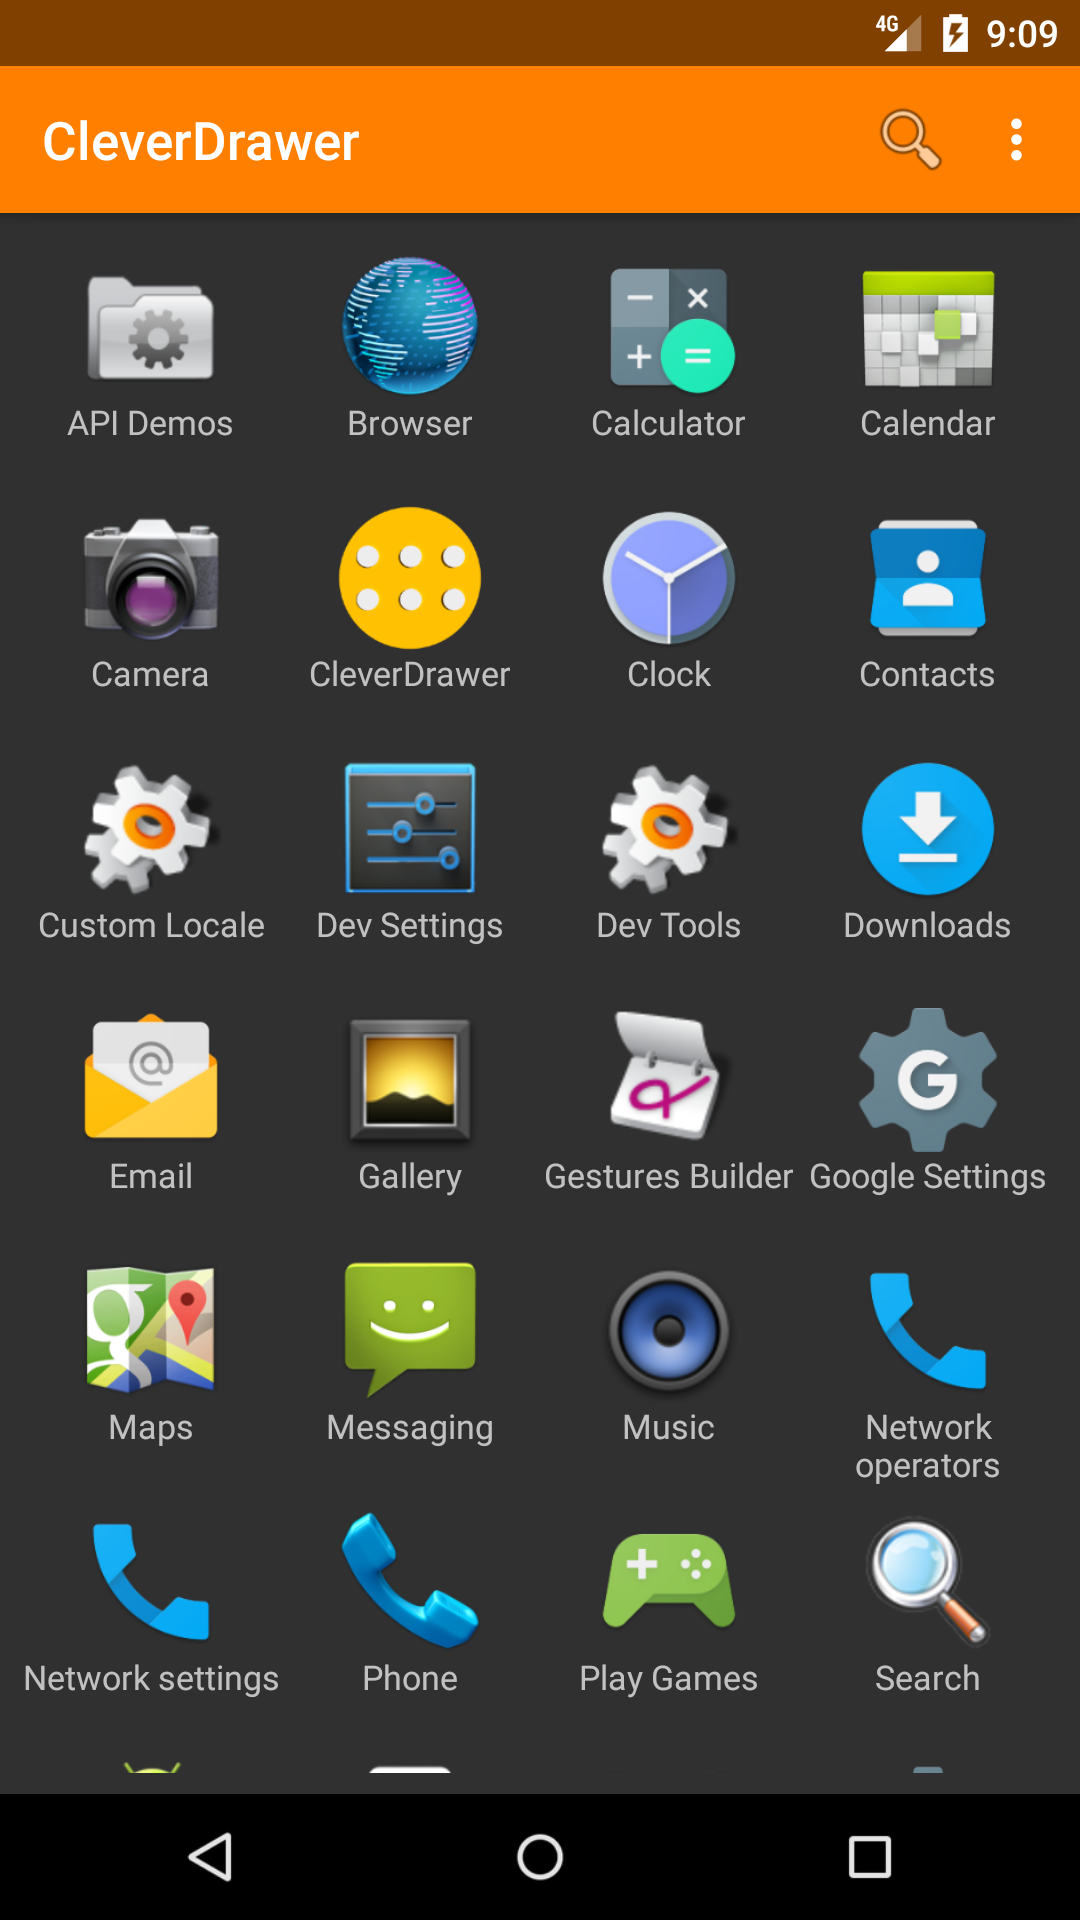 4G 9:09
CleverDrawer
API Demos Browser Calculator Calendar
Camera CleverDrawer Clock Contacts
Custom Locale Dev Settings Dev Tools Downloads
Email Gallery Gestures Builder Google Settings
Maps Messaging Music Network
operators
Network settings Phone Play Games Search